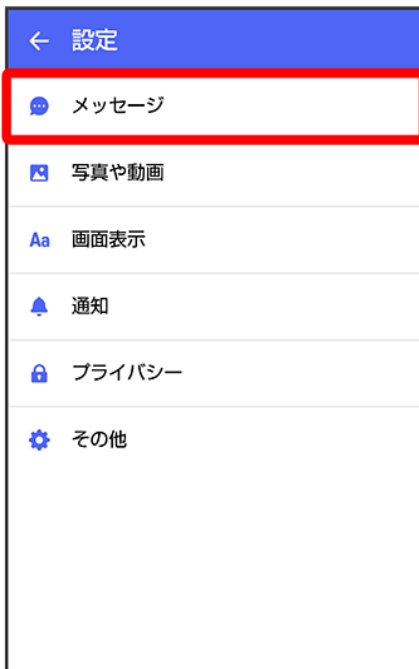 設定
メッセージ
写真や動画
Aa 画面表示
通知
プライバシー
その他